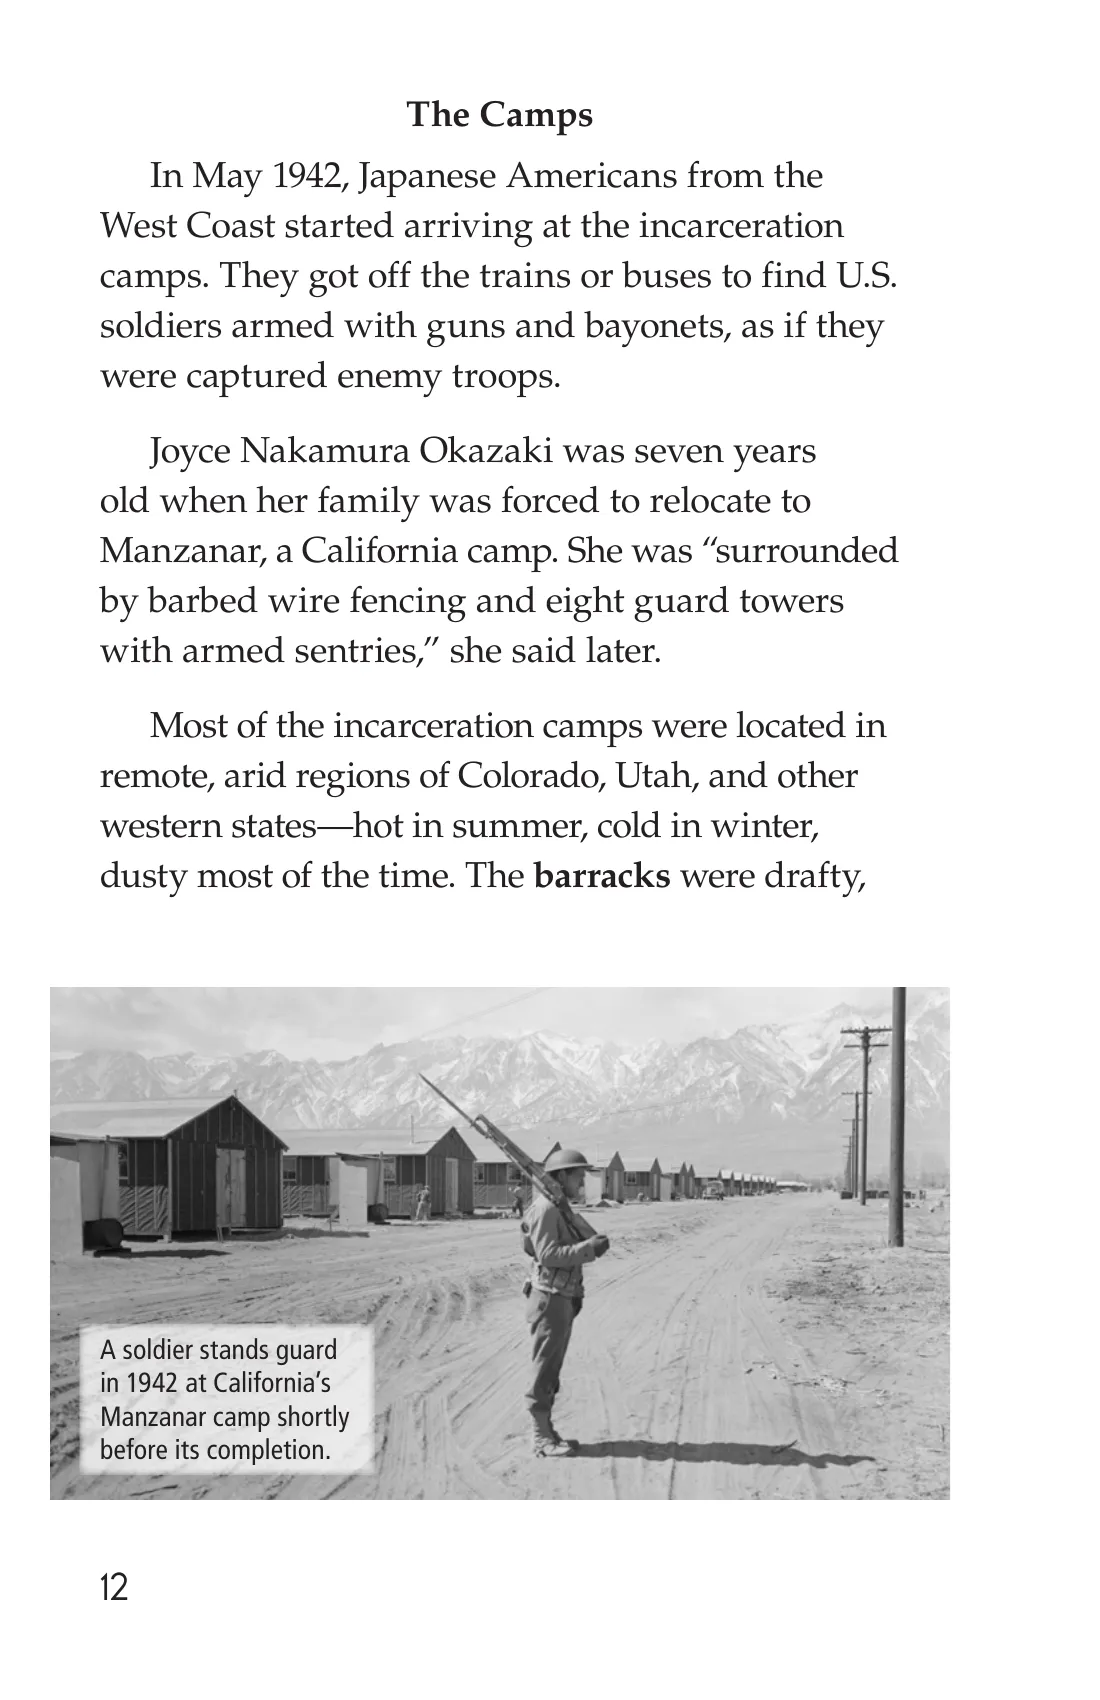 The Camps
In May 1942, Japanese Americans from the
West Coast started arriving at the incarceration
camps. They got off the trains or buses to find U.S.
soldiers armed with guns and bayonets, as if they
were captured enemy troops.
Joyce Nakamura Okazaki was seven years
old when her family was forced to relocate to
Manzanar, a California camp. She was “surrounded
by barbed wire fencing and eight guard towers
with armed sentries,” she said later.
Most of the incarceration camps were located in
remote, arid regions of Colorado, Utah, and other
western states—hot in summer, cold in winter,
dusty most of the time. The barracks were drafty,
A soldier stands guard
in 1942 at California’s
Manzanar camp shortly
before its completion.
12